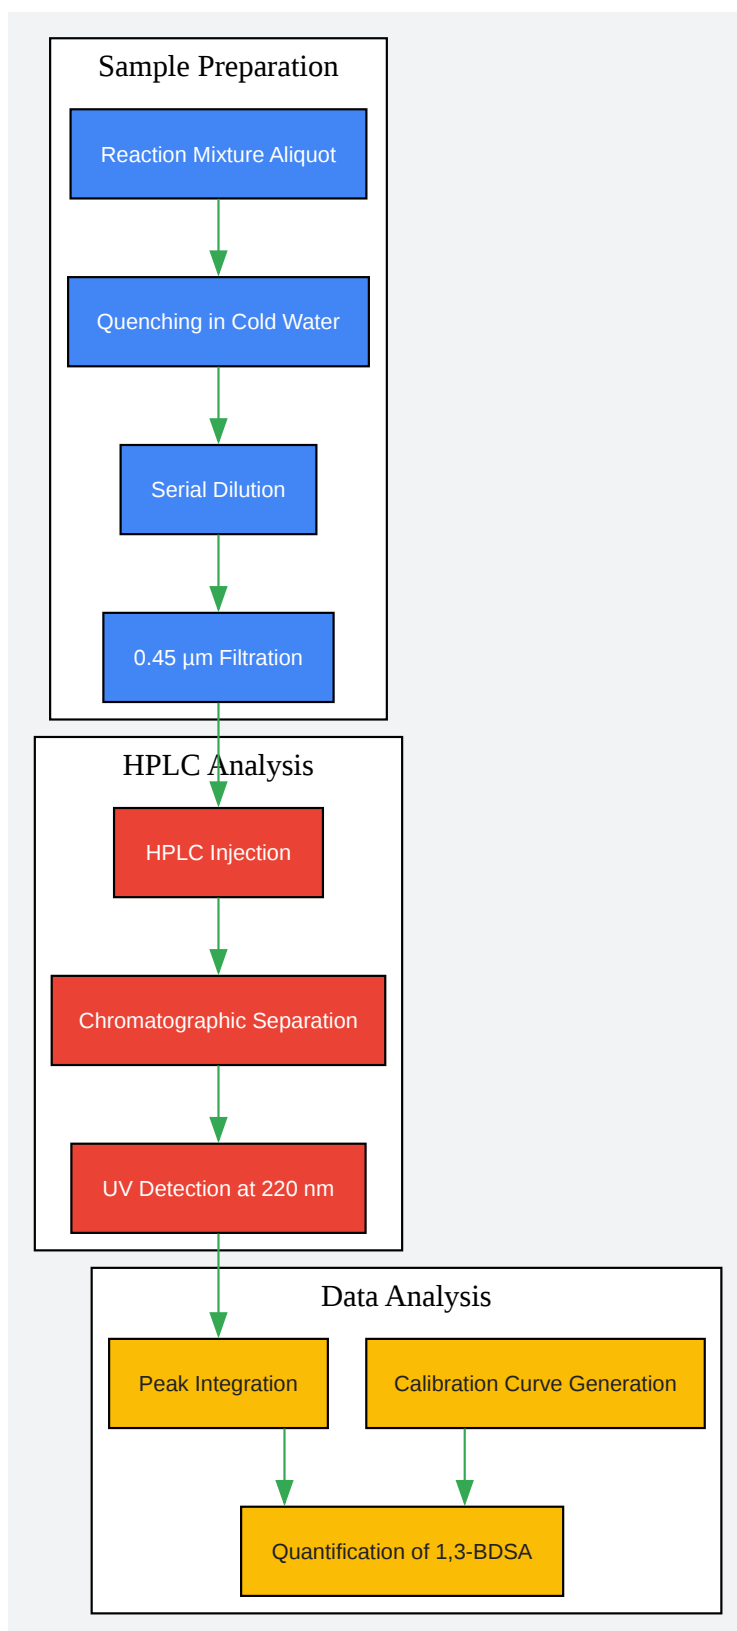 Sample Preparation
Reaction Mixture Aliquot
Quenching in Cold Water
Serial Dilution
0.45 µm Filtration
HPLC Analysis
HPLC Injection
Chromatographic Separation
UV Detection at 220 nm
Data Analysis
Peak Integration
Calibration Curve Generation
Quantification of 1,3-BDSA